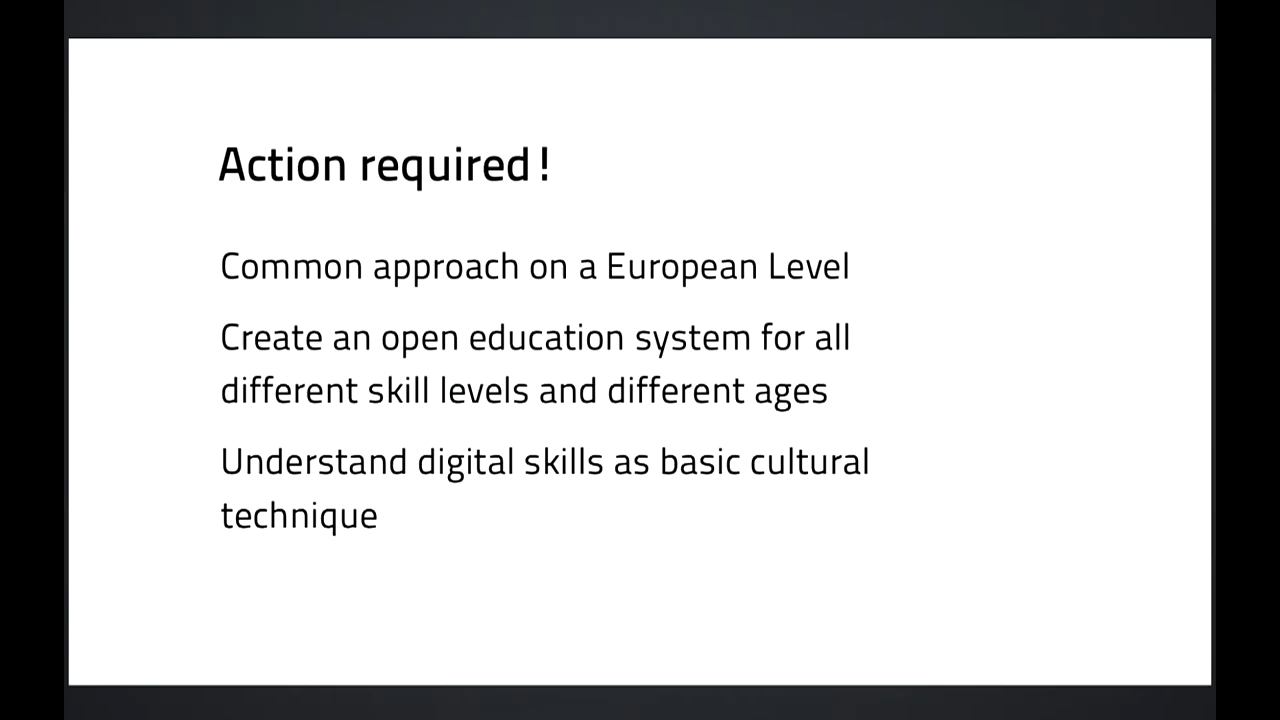 Action required!
Common approach on a European Level
Create an open education system for all
different skill levels and different ages
Understand digital skills as basic cultural
technique